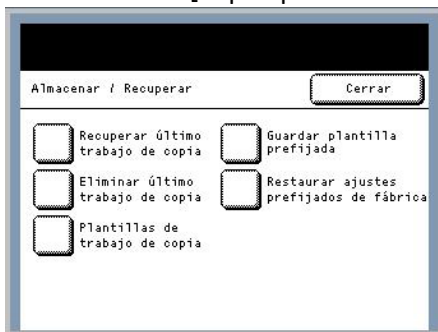 Almacenar / Recuperar
Cerrar
Recuperar último
trabajo de copia
Guardar plantilla
prefijada
Eliminar último
trabajo de copia
Restaurar ajustes
prefijados de fábrica
Plantillas de
trabajo de copia